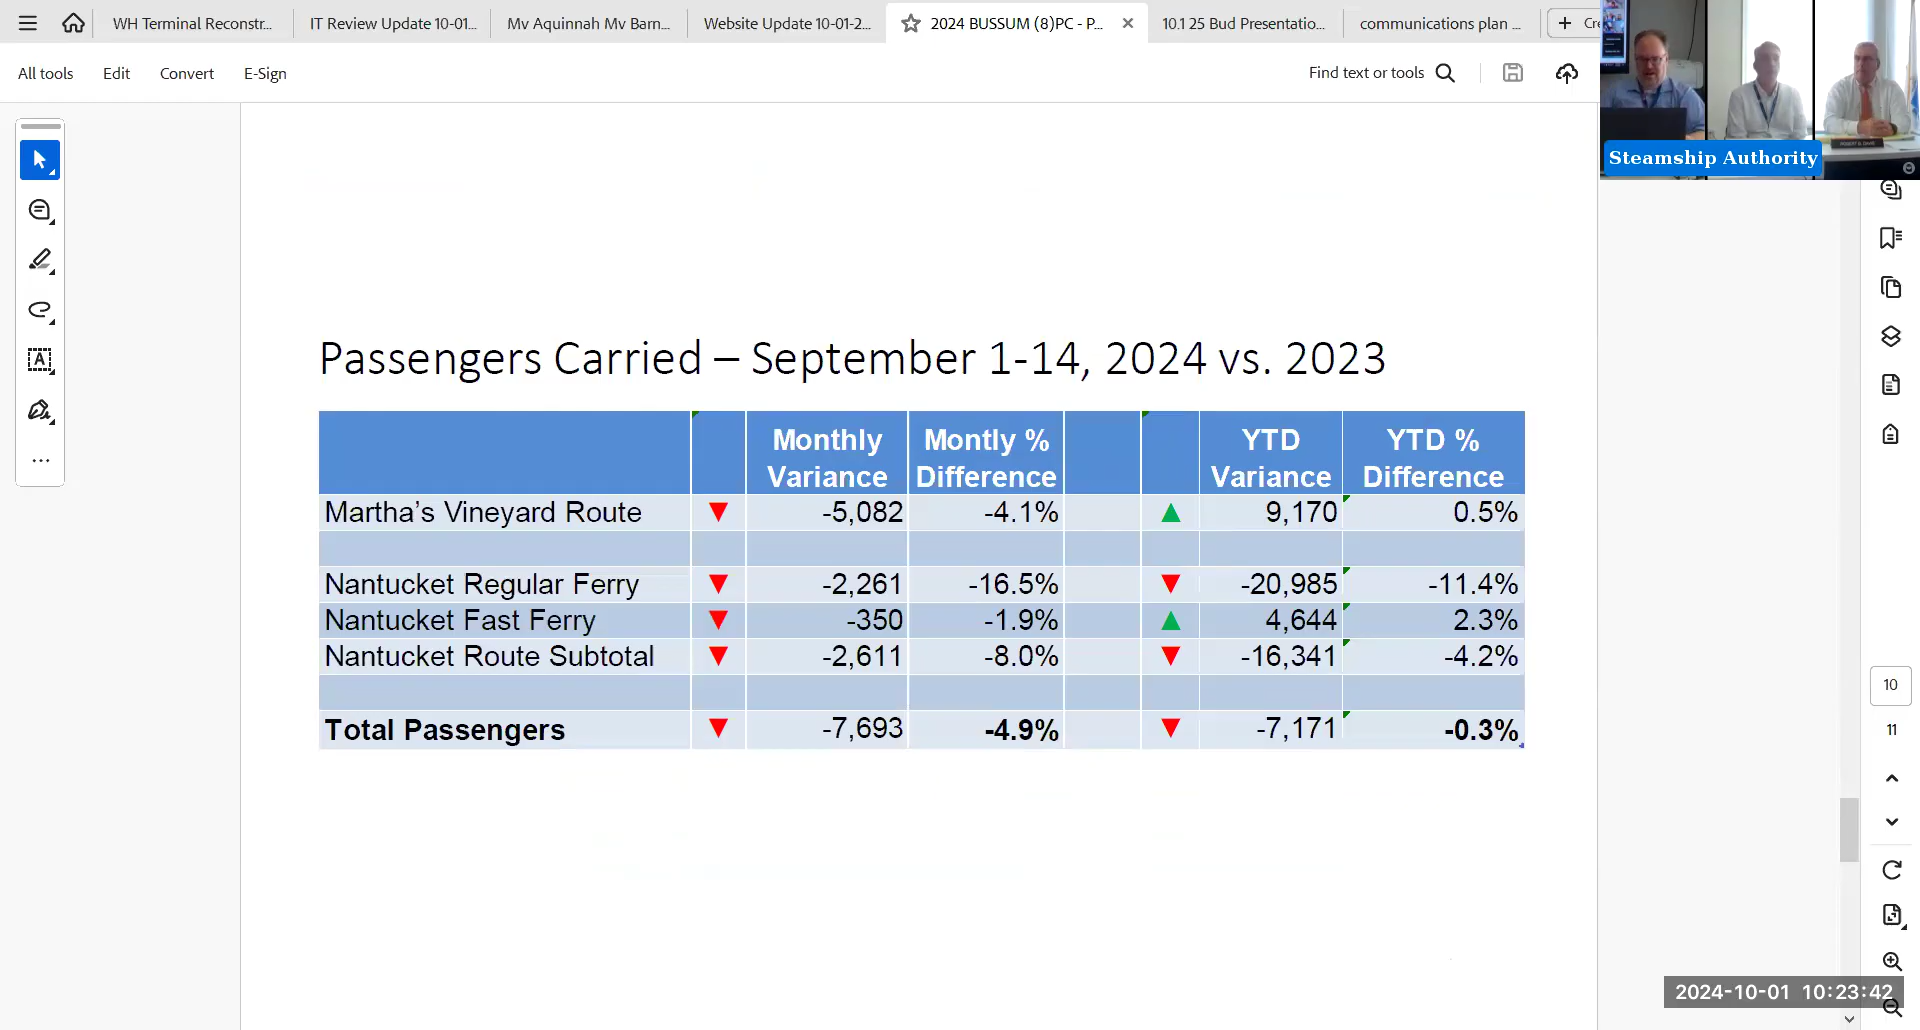 WH Terminal Reconstr...
IT Review Update 10-01...
Mv Aquinnah Mv Barn...
Website Update 10-01-2...
2024 BUSSUM (8)PC - P...
10.1 25 Bud Presentatio...
communications plan ...
All tools
Edit
Convert
E-Sign
Find text or tools
Steamship Authority
Passengers Carried – September 1-14, 2024 vs. 2023
Monthly Variance
Montly % Difference
YTD Variance
YTD % Difference
Martha’s Vineyard Route -5,082 -4.1% 9,170 0.5%
Nantucket Regular Ferry -2,261 -16.5% -20,985 -11.4%
Nantucket Fast Ferry -350 -1.9% 4,644 2.3%
Nantucket Route Subtotal -2,611 -8.0% -16,341 -4.2%
Total Passengers -7,693 -4.9% -7,171 -0.3%
10
11
2024-10-01 10:23:42